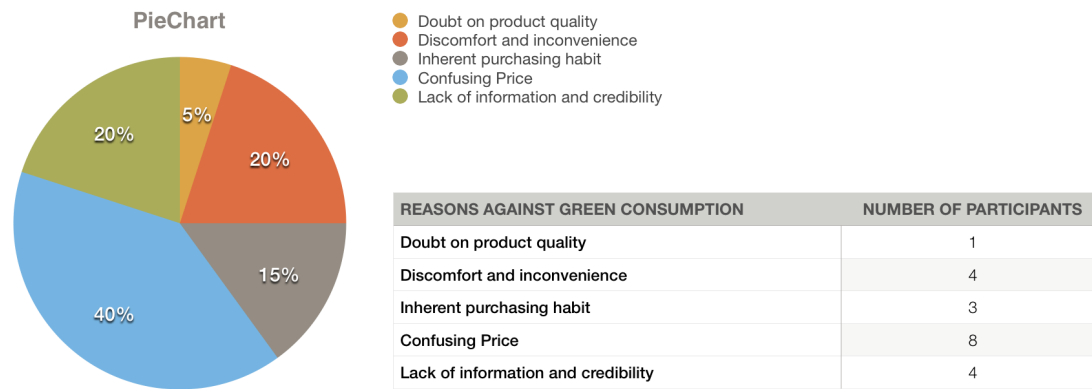 PieChart
Doubt on product quality
Discomfort and inconvenience
Inherent purchasing habit
Confusing Price
Lack of information and credibility
5%
20%
20%
15%
40%
REASONS AGAINST GREEN CONSUMPTION NUMBER OF PARTICIPANTS
Doubt on product quality 1
Discomfort and inconvenience 4
Inherent purchasing habit 3
Confusing Price 8
Lack of information and credibility 4